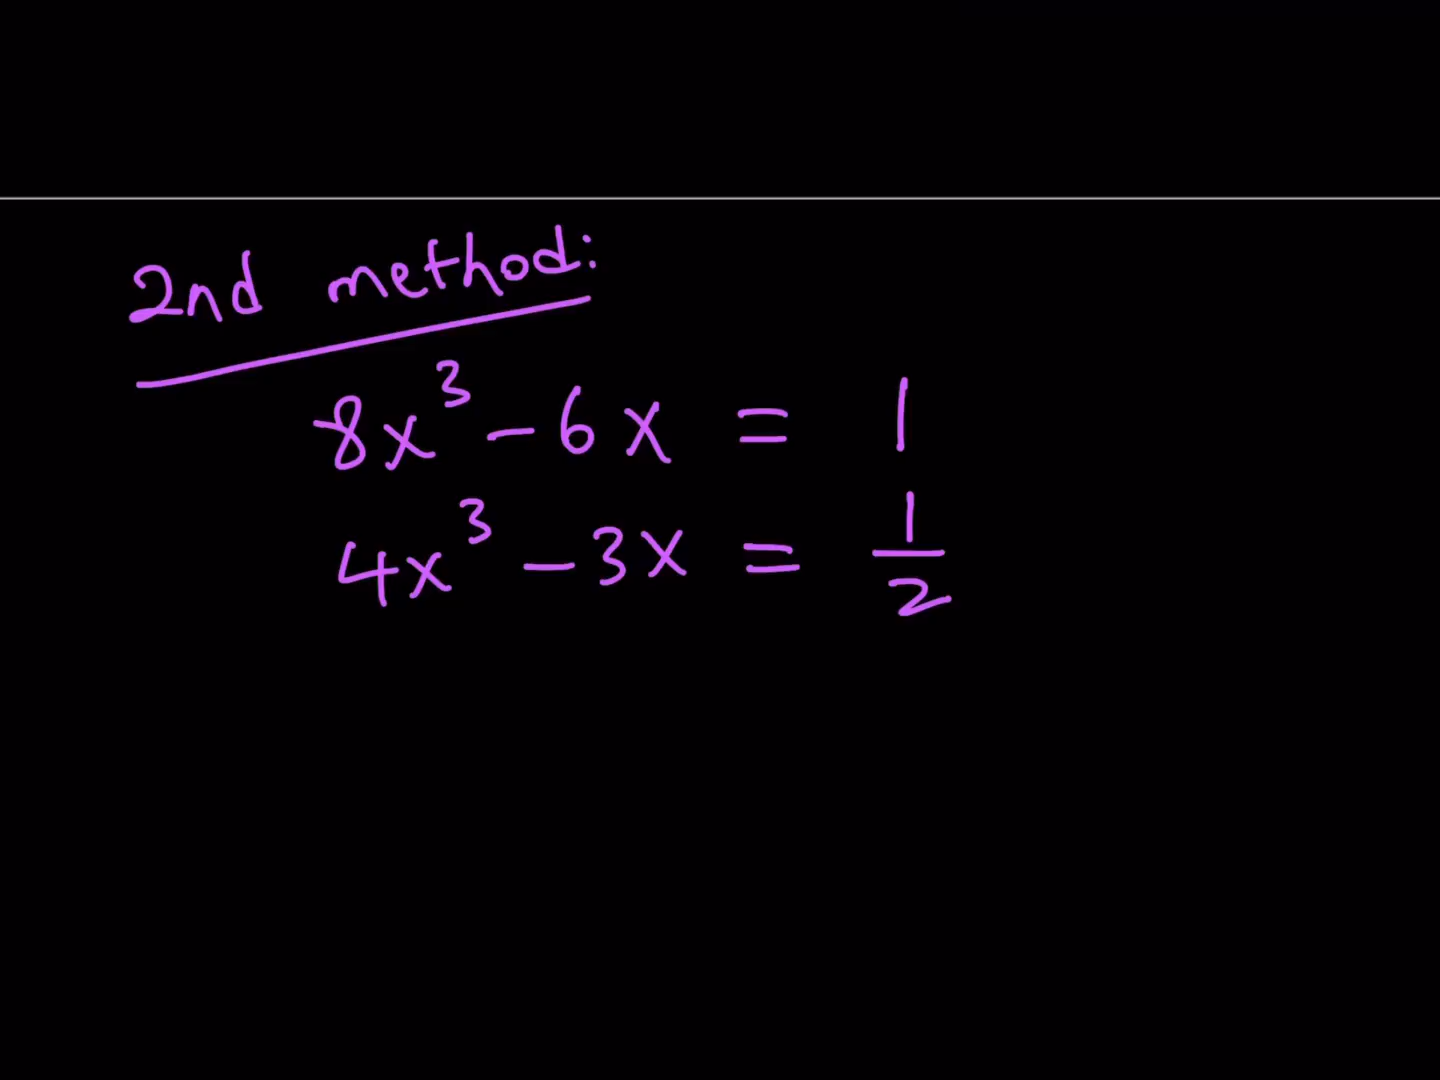 2nd method:
8x³ - 6x = 1
4x³ - 3x = 1/2